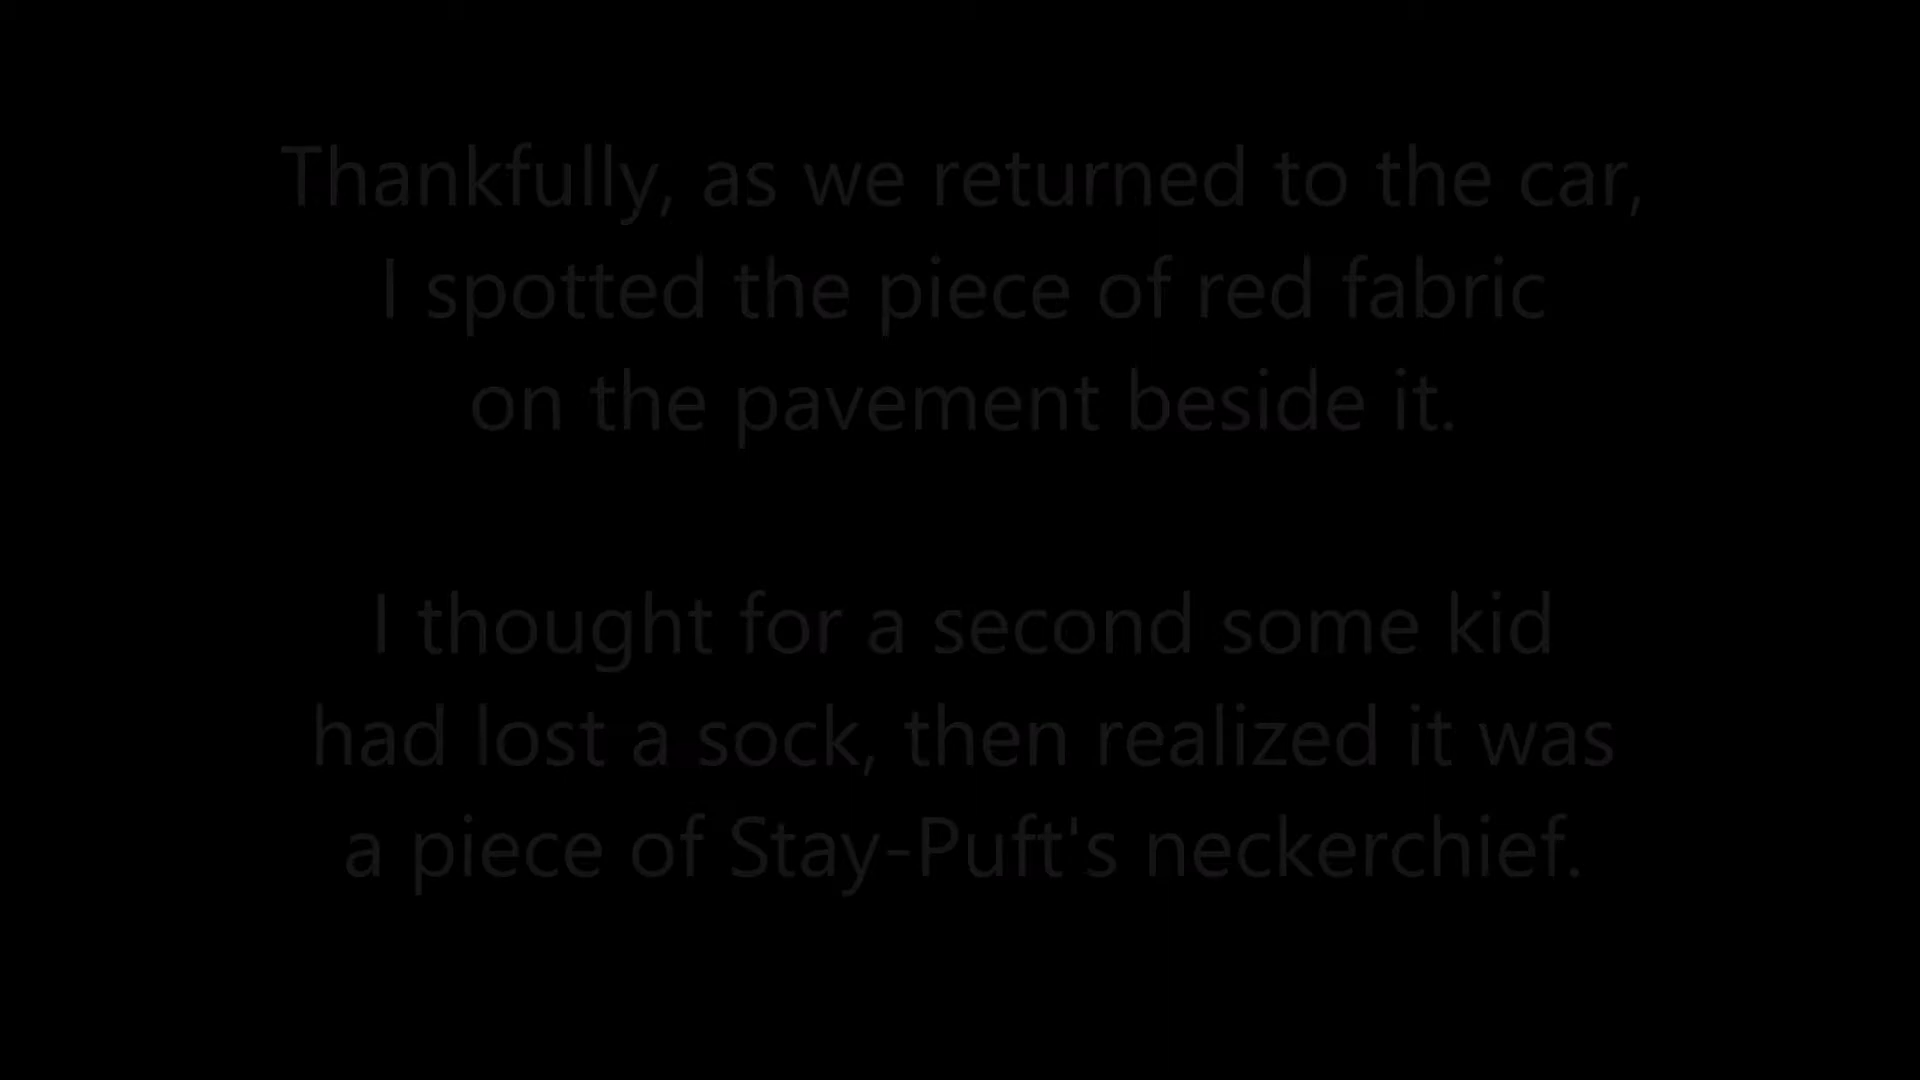 Thankfully, as we returned to the car,
I spotted the piece of red fabric
on the pavement beside it.
I thought for a second some kid
had lost a sock, then realized it was
a piece of Stay-Puft's neckerchief.